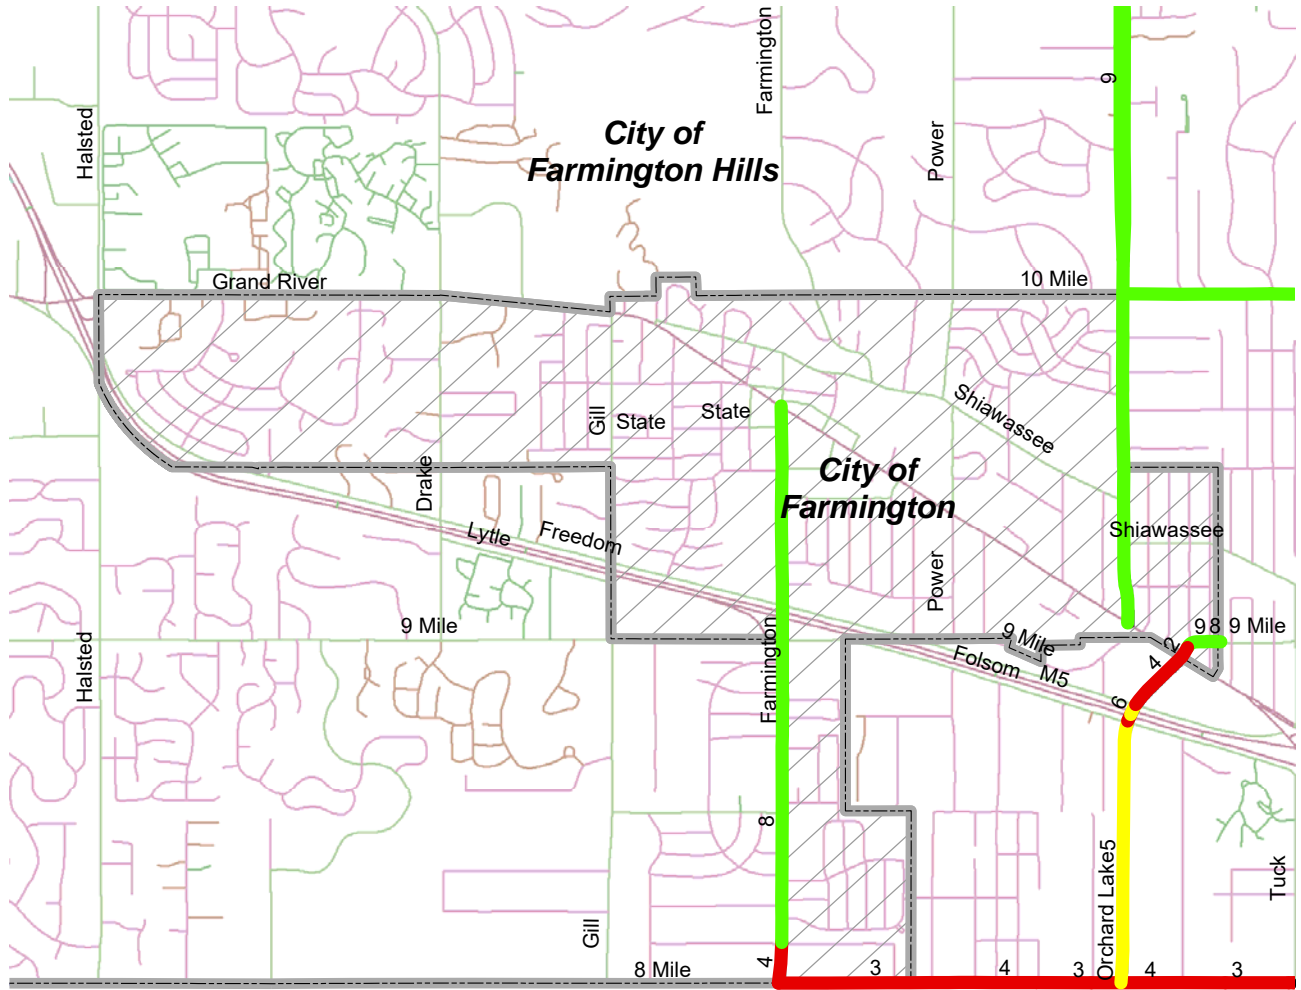 Farmington
9
Halsted
Power
City of
Farmington Hills
Grand River
10 Mile
Gill
State
State
Shiawassee
City of
Farmington
Drake
Lytle
Freedom
Shiawassee
Power
9 Mile
9 Mile
9 8 9 Mile
Halsted
Farmington
Folsom
M5
2
4
6
8
Orchard Lake5
Tuck
Gill
8 Mile
4
3
4
3
4
3